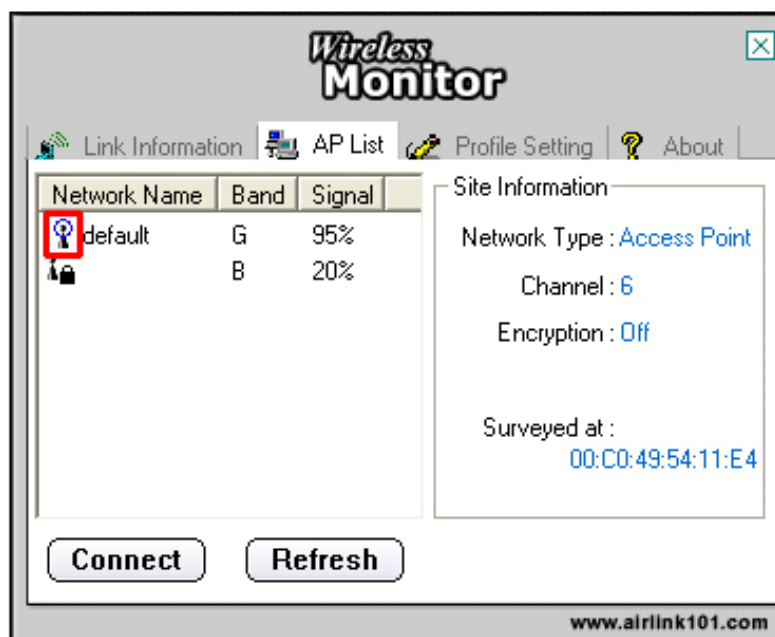 Wireless
Monitor
Link Information AP List Profile Setting About
Network Name Band Signal
default G 95%
B 20%
Site Information
Network Type : Access Point
Channel : 6
Encryption : Off
Surveyed at :
00:C0:49:54:11:E4
Connect Refresh
www.airlink101.com